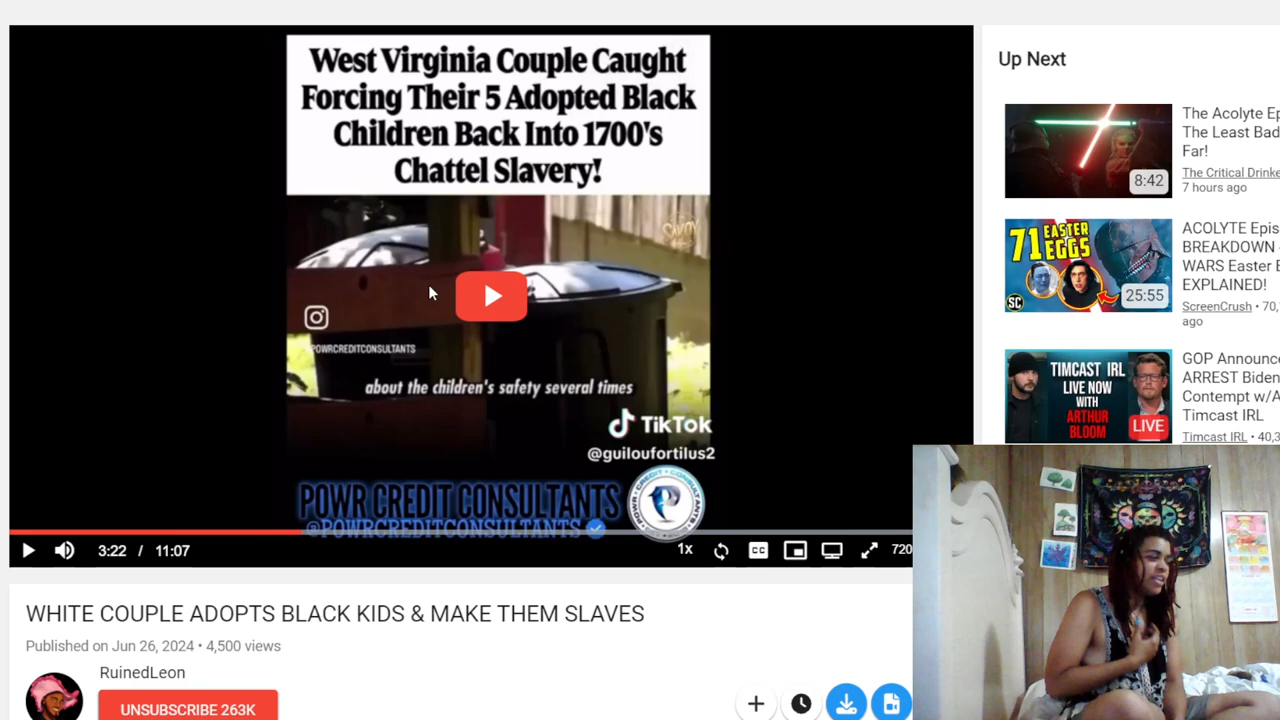 West Virginia Couple Caught
Forcing Their 5 Adopted Black
Children Back Into 1700's
Chattel Slavery!
SAVOY
POWRCREDITCONSULTANTS
about the children's safety several times
TikTok
@guiloufortilus2
POWR CREDIT CONSULTANTS
@POWRCREDITCONSULTANTS
3:22 / 11:07
1x
CC
720
WHITE COUPLE ADOPTS BLACK KIDS & MAKE THEM SLAVES
Published on Jun 26, 2024 • 4,500 views
RuinedLeon
UNSUBSCRIBE 263K
Up Next
The Acolyte Ep
The Least Bad
Far!
The Critical Drinke
7 hours ago
8:42
71 EASTER
EGGS
SC
25:55
ACOLYTE Epis
BREAKDOWN
WARS Easter E
EXPLAINED!
ScreenCrush • 70,
ago
TIMCAST IRL
LIVE NOW
WITH
ARTHUR
BLOOM
LIVE
GOP Announce
ARREST Biden
Contempt w/A
Timcast IRL
Timcast IRL • 40,3